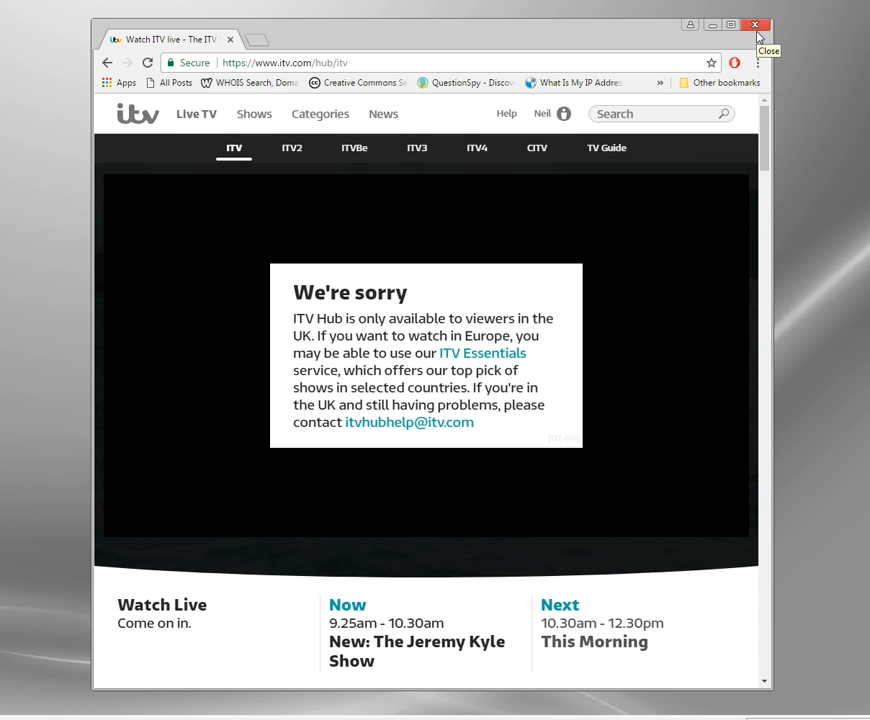 Watch ITV live - The ITV
Close
Secure https://www.itv.com/hub/itv
Apps All Posts WHOIS Search, Doma Creative Commons Se QuestionSpy - Discov What Is My IP Addres » Other bookmarks
itv Live TV Shows Categories News Help Neil Search
ITV ITV2 ITVBe ITV3 ITV4 CITV TV Guide
We're sorry
ITV Hub is only available to viewers in the
UK. If you want to watch in Europe, you
may be able to use our ITV Essentials
service, which offers our top pick of
shows in selected countries. If you're in
the UK and still having problems, please
contact itvhubhelp@itv.com
[01-04]
Watch Live
Come on in.
Now
9.25am - 10.30am
New: The Jeremy Kyle
Show
Next
10.30am - 12.30pm
This Morning